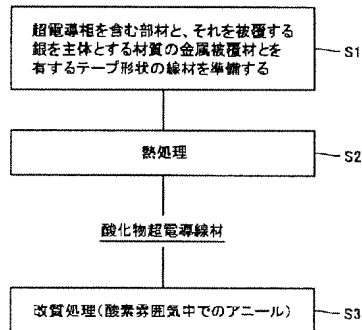 超電導相を含む部材と、それを被覆する
銀を主体とする材質の金属被覆材とを
有するテープ形状の線材を準備する
S1
熱処理
S2
酸化物超電導線材
改質処理(酸素雰囲気中でのアニール)
S3